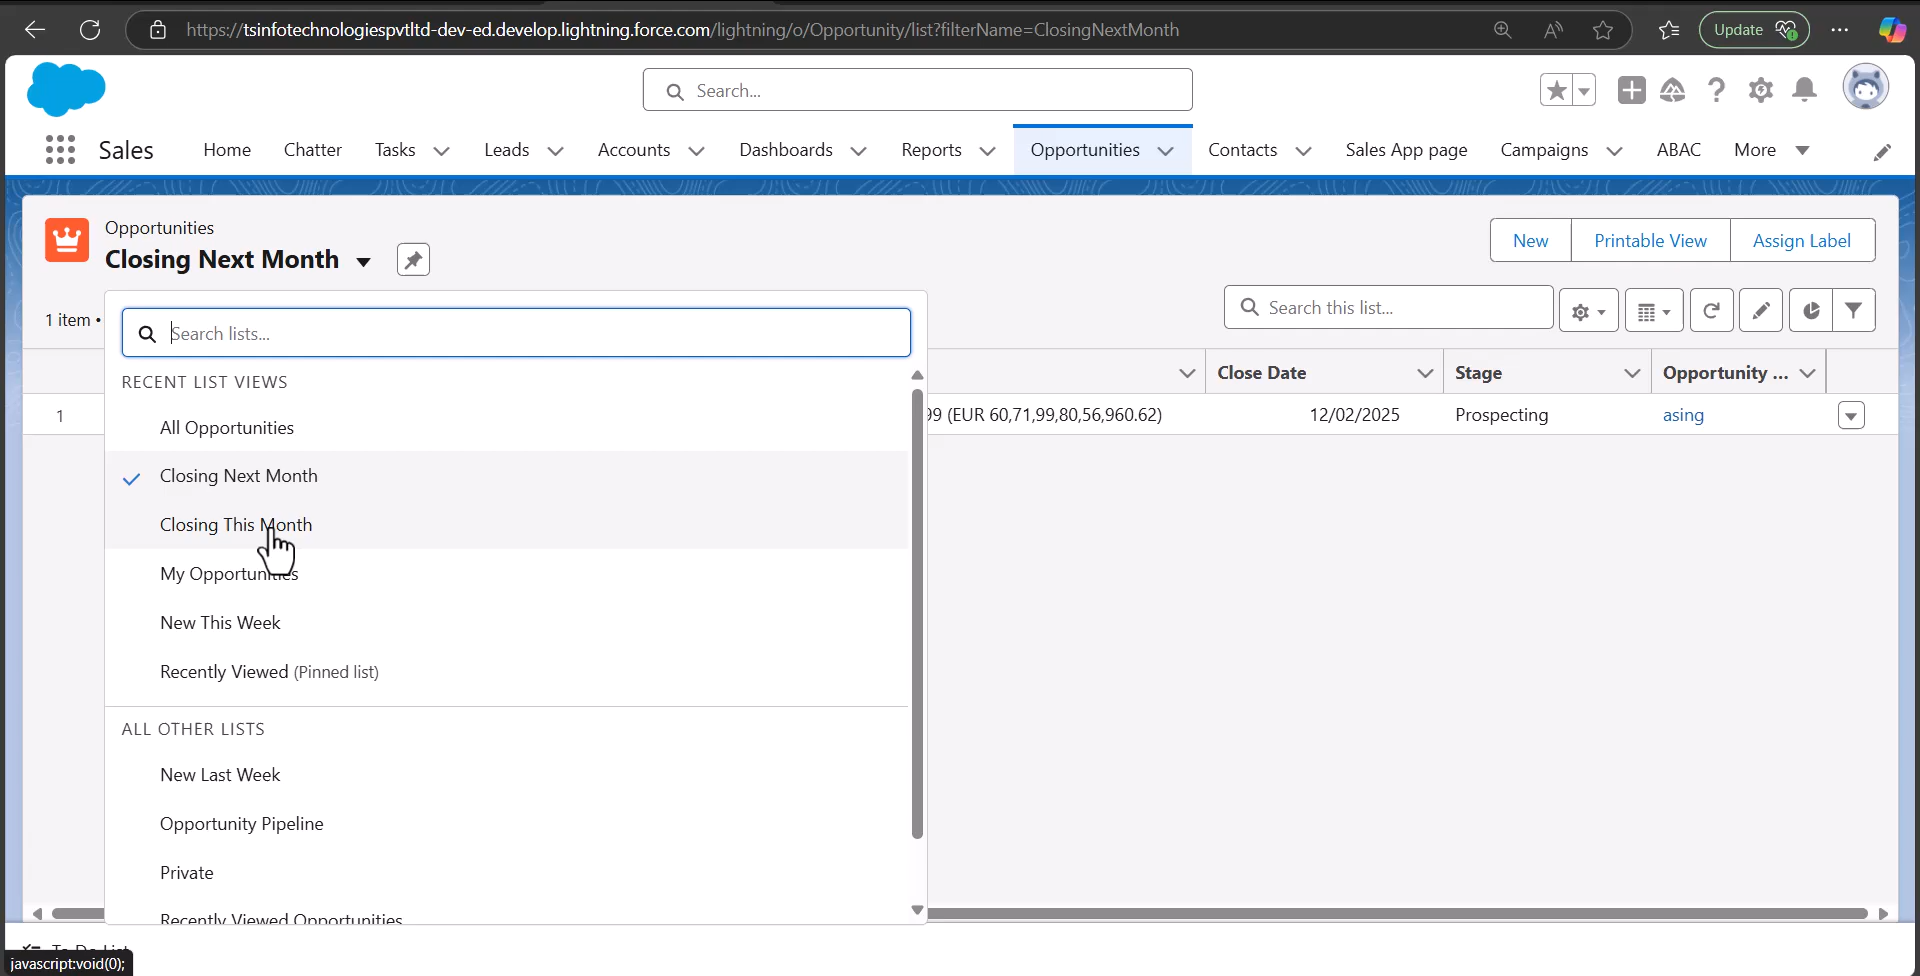 https://tsinfotechnologiespvtltd-dev-ed.develop.lightning.force.com/lightning/o/Opportunity/list?filterName=ClosingNextMonth
Update
Search...
Sales
Home
Chatter
Tasks
Leads
Accounts
Dashboards
Reports
Opportunities
Contacts
Sales App page
Campaigns
ABAC
More
Opportunities
Closing Next Month
New
Printable View
Assign Label
1 item •
Search this list...
Search lists...
Close Date
Stage
Opportunity ...
1
99 (EUR 60,71,99,80,56,960.62)
12/02/2025
Prospecting
asing
RECENT LIST VIEWS
All Opportunities
Closing Next Month
Closing This Month
My Opportunities
New This Week
Recently Viewed (Pinned list)
ALL OTHER LISTS
New Last Week
Opportunity Pipeline
Private
Recently Viewed Opportunities
To Do List
javascript:void(0);